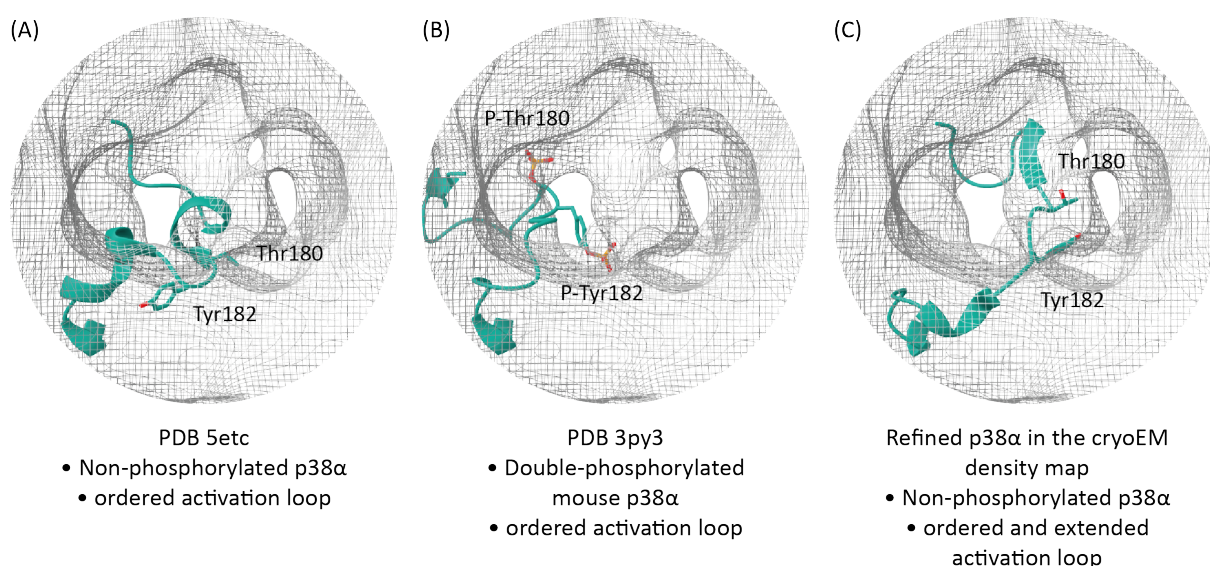 (A)
Thr180
Tyr182
PDB 5etc
• Non-phosphorylated p38α
• ordered activation loop
(B)
P-Thr180
P-Tyr182
PDB 3py3
• Double-phosphorylated
mouse p38α
• ordered activation loop
(C)
Thr180
Tyr182
Refined p38α in the cryoEM
density map
• Non-phosphorylated p38α
• ordered and extended
activation loop